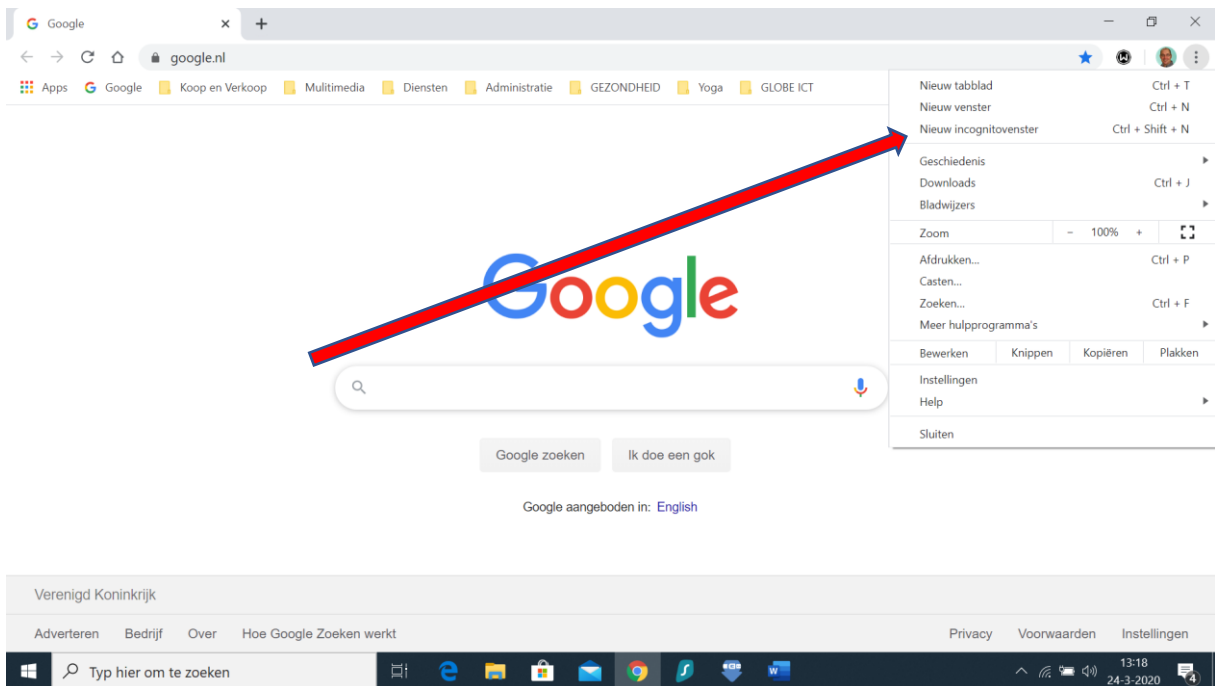 Google
google.nl
Apps Google Koop en Verkoop Mulitimedia Diensten Administratie GEZONDHEID Yoga GLOBE ICT
Nieuw tabblad Ctrl + T
Nieuw venster Ctrl + N
Nieuw incognitovenster Ctrl + Shift + N
Geschiedenis
Downloads Ctrl + J
Bladwijzers
Zoom - 100% +
Afdrukken... Ctrl + P
Casten...
Zoeken... Ctrl + F
Meer hulpprogramma's
Bewerken Knippen Kopiëren Plakken
Instellingen
Help
Sluiten
Google
Google zoeken Ik doe een gok
Google aangeboden in: English
Verenigd Koninkrijk
Adverteren Bedrijf Over Hoe Google Zoeken werkt Privacy Voorwaarden Instellingen
Typ hier om te zoeken
13:18
24-3-2020
4